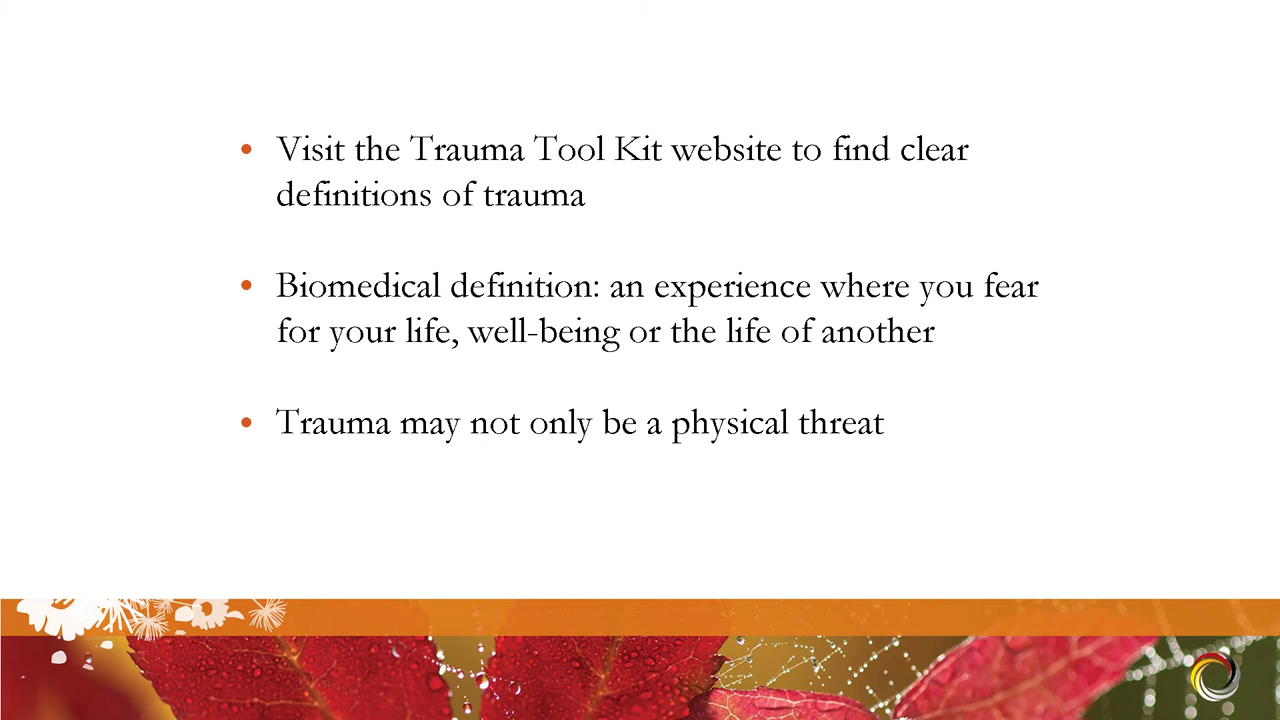 • Visit the Trauma Tool Kit website to find clear
definitions of trauma
• Biomedical definition: an experience where you fear
for your life, well-being or the life of another
• Trauma may not only be a physical threat